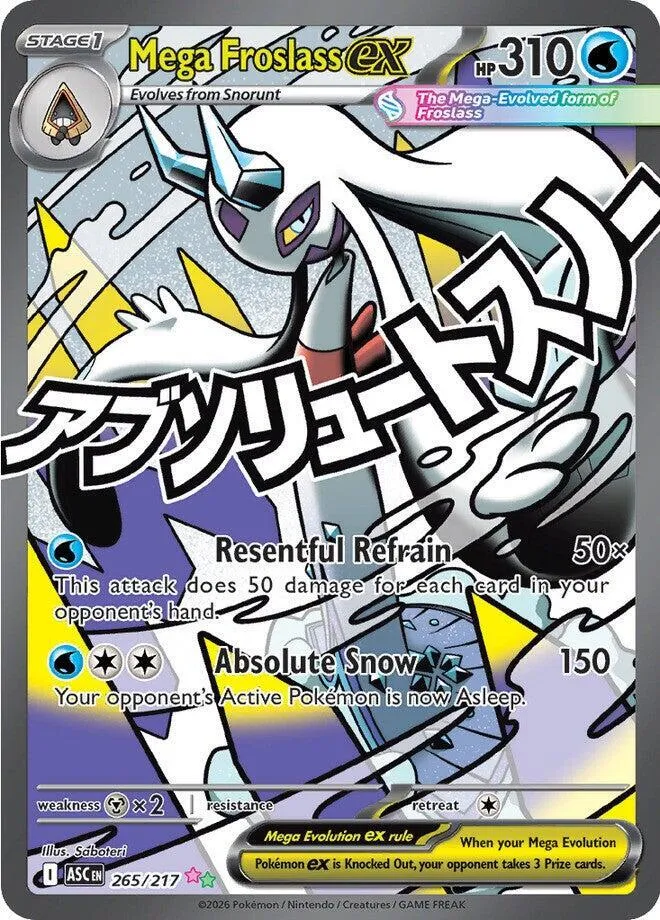 STAGE 1
Mega Froslass ex
HP 310
Evolves from Snorunt
The Mega-Evolved form of
Froslass
アブソリュートスノー
Resentful Refrain 50×
This attack does 50 damage for each card in your
opponent's hand.
Absolute Snow 150
Your opponent's Active Pokémon is now Asleep.
weakness ×2 resistance retreat
Illus. Saboteri
Mega Evolution ex rule
When your Mega Evolution
Pokémon ex is Knocked Out, your opponent takes 3 Prize cards.
I ASC EN 265/217
©2026 Pokémon / Nintendo / Creatures / GAME FREAK